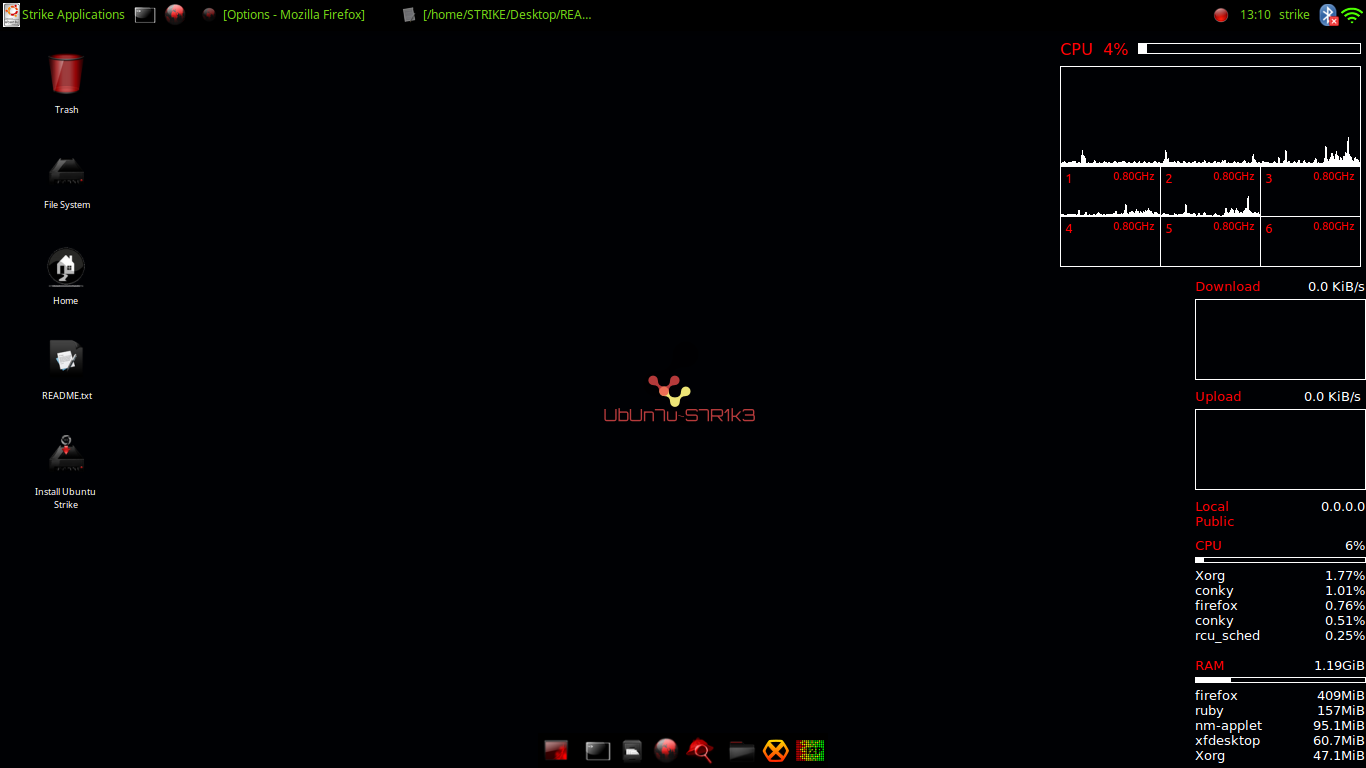 Strike Applications
[Options - Mozilla Firefox]
[/home/STRIKE/Desktop/REA...
13:10 strike
Trash
File System
Home
README.txt
Install Ubuntu
Strike
UbUn7u-S7R1k3
CPU 4%
1 0.80GHz 2 0.80GHz 3 0.80GHz
4 0.80GHz 5 0.80GHz 6 0.80GHz
Download 0.0 KiB/s
Upload 0.0 KiB/s
Local 0.0.0.0
Public
CPU 6%
Xorg 1.77%
conky 1.01%
firefox 0.76%
conky 0.51%
rcu_sched 0.25%
RAM 1.19GiB
firefox 409MiB
ruby 157MiB
nm-applet 95.1MiB
xfdesktop 60.7MiB
Xorg 47.1MiB